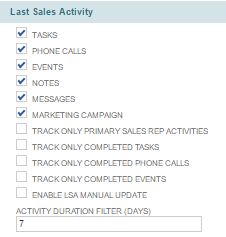 Last Sales Activity
TASKS
PHONE CALLS
EVENTS
NOTES
MESSAGES
MARKETING CAMPAIGN
TRACK ONLY PRIMARY SALES REP ACTIVITIES
TRACK ONLY COMPLETED TASKS
TRACK ONLY COMPLETED PHONE CALLS
TRACK ONLY COMPLETED EVENTS
ENABLE LSA MANUAL UPDATE
ACTIVITY DURATION FILTER (DAYS)
7